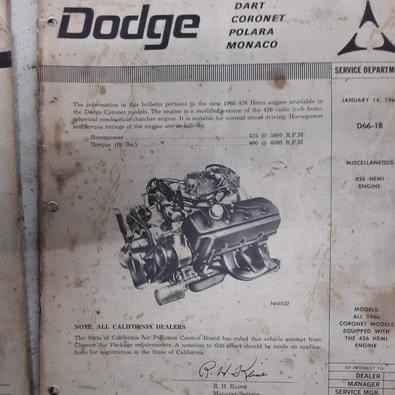 Dodge
DART
CORONET
POLARA
MONACO
SERVICE DEPARTM
JANUARY 14, 196
D66-18
MISCELLANEOUS
426 HEMI
ENGINE
The information in this bulletin pertains to the new 1966 426 Hemi engine available in
the Dodge Coronet models. The engine is a modified version of the 426 cubic inch hemi-
spherical combustion chamber engine. It is suitable for normal street driving. Horsepower
and torque ratings of the engine are as follows:
Horsepower 425 @ 5000 R.P.M.
Torque (ft/lbs.) 490 @ 4000 R.P.M.
NOTE: ALL CALIFORNIA DEALERS
The State of California Air Pollution Control Board has ruled this vehicle exempt from
Cleaner Air Package requirements. A notation to this effect should be made on applica-
tions for registration in the State of California.
R. H. Kline
R. H. KLINE
MODELS:
ALL 1966
CORONET MODELS
EQUIPPED WITH
THE 426 HEMI
ENGINE
OF INTEREST TO
DEALER
MANAGER
SERVICE MGR.